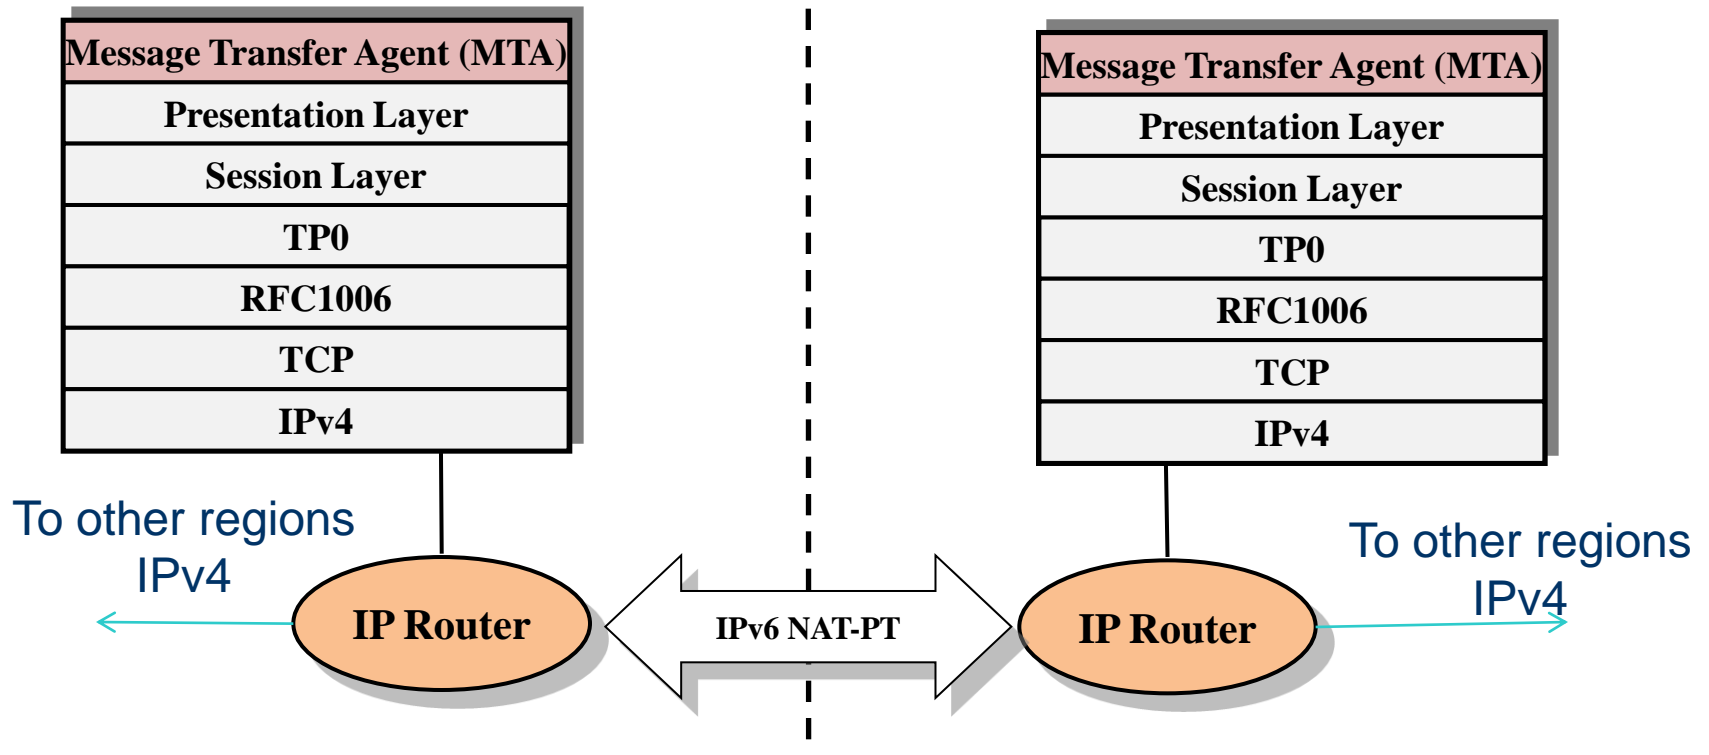 Message Transfer Agent (MTA)
Presentation Layer
Session Layer
TP0
RFC1006
TCP
IPv4
To other regions
IPv4
IP Router
IPv6 NAT-PT
Message Transfer Agent (MTA)
Presentation Layer
Session Layer
TP0
RFC1006
TCP
IPv4
To other regions
IPv4
IP Router